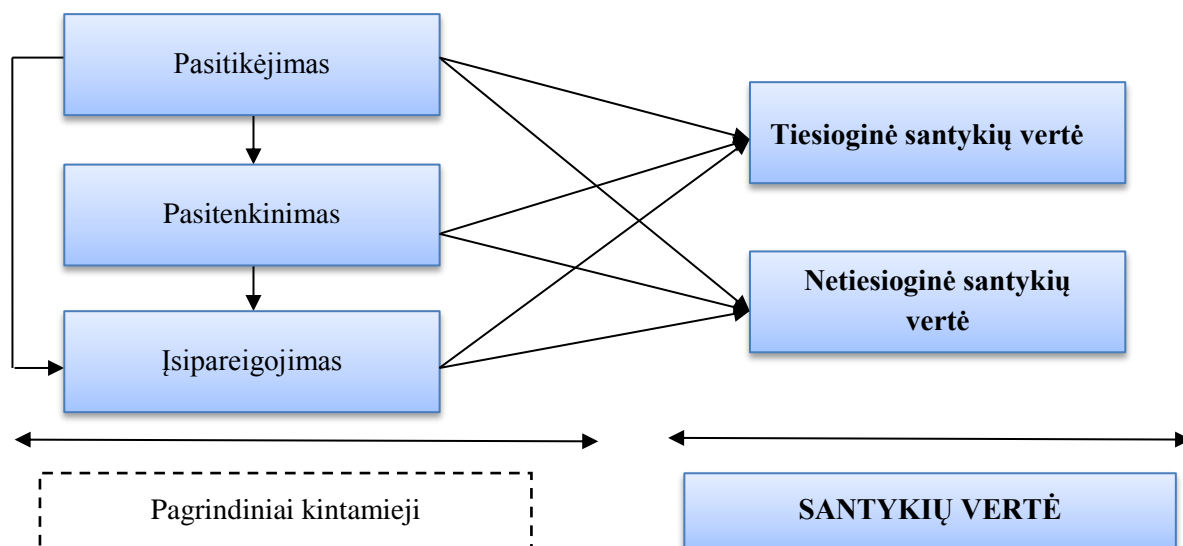 Pasitikėjimas
Pasitenkinimas
Įsipareigojimas
Tiesioginė santykių vertė
Netiesioginė santykių
vertė
Pagrindiniai kintamieji
SANTYKIŲ VERTĖ